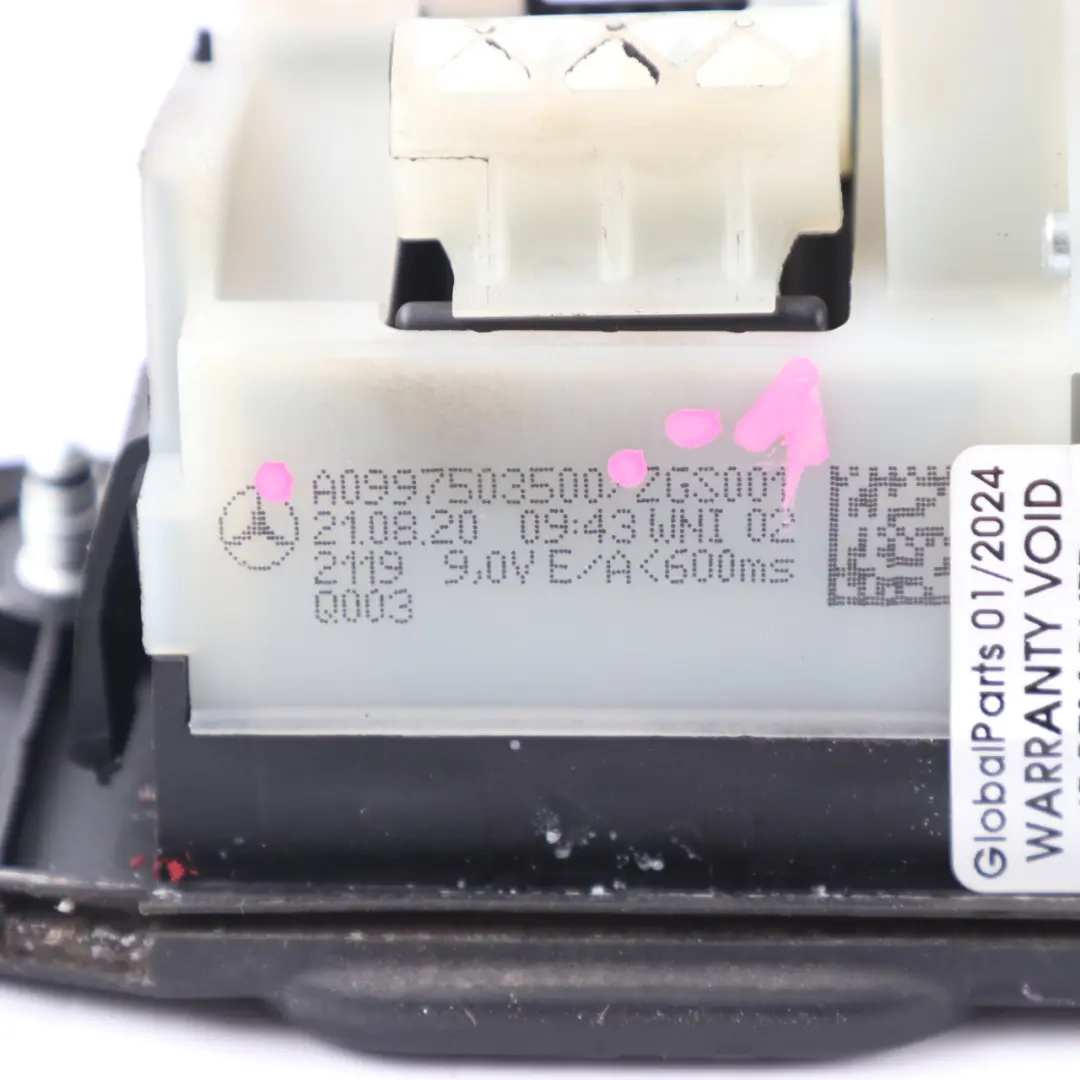 A0997503500/ZGS001
21.08.20 09:43 WNI 02
2119 9,0V E/A<600ms
Q003
GlobalParts 01/2024
WARRANTY VOID